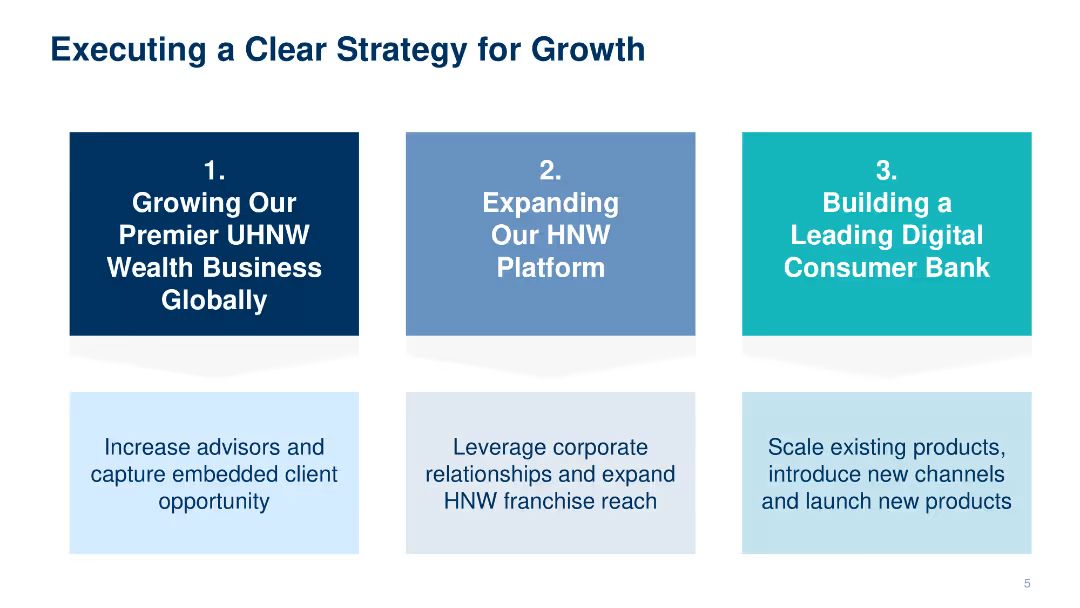 Executing a Clear Strategy for Growth
1.
Growing Our
Premier UHNW
Wealth Business
Globally
2.
Expanding
Our HNW
Platform
3.
Building a
Leading Digital
Consumer Bank
Increase advisors and
capture embedded client
opportunity
Leverage corporate
relationships and expand
HNW franchise reach
Scale existing products,
introduce new channels
and launch new products
5